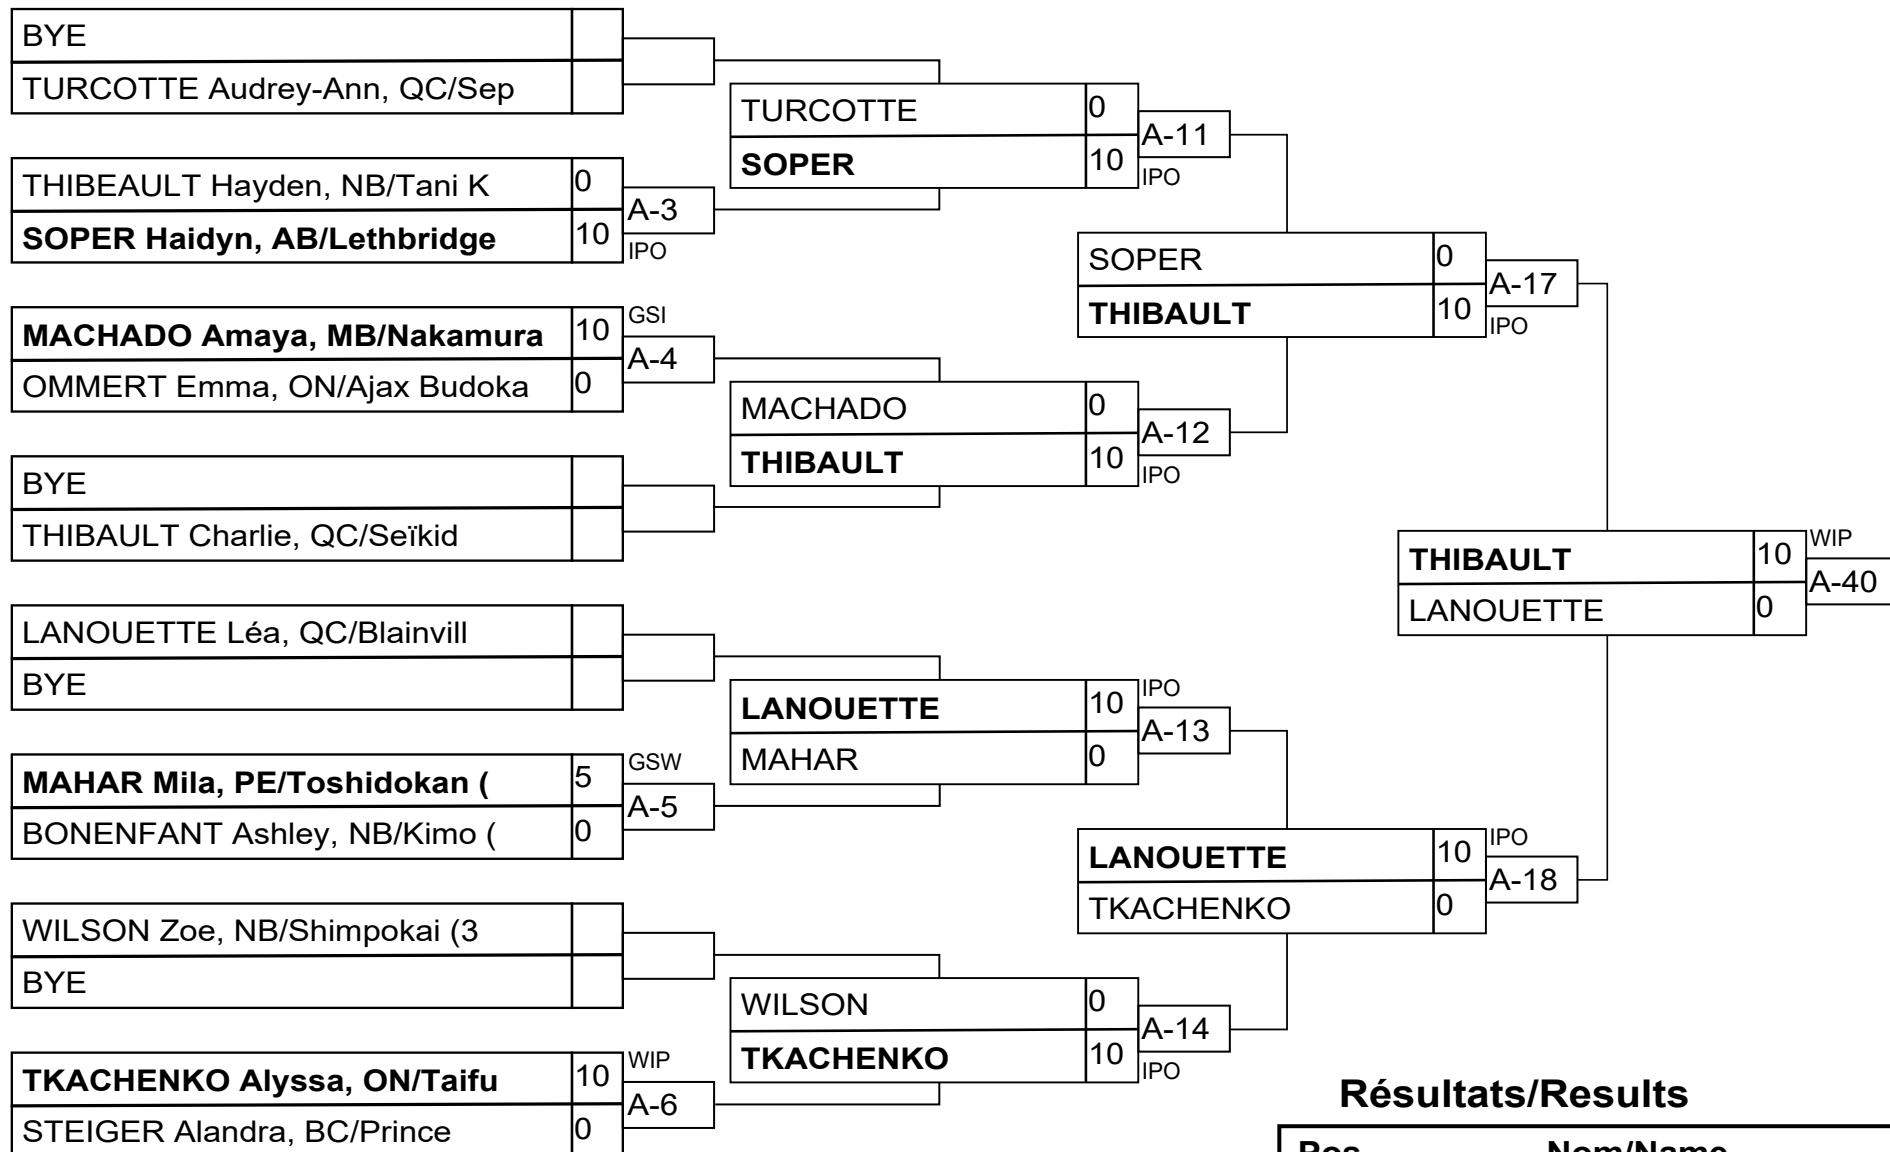 BYE
TURCOTTE Audrey-Ann, QC/Sep
THIBEAULT Hayden, NB/Tani K 0
SOPER Haidyn, AB/Lethbridge 10
A-3
IPO
MACHADO Amaya, MB/Nakamura 10
OMMERT Emma, ON/Ajax Budoka 0
GSI
A-4
BYE
THIBAULT Charlie, QC/Seïkid
LANOUETTE Léa, QC/Blainvill
BYE
MAHAR Mila, PE/Toshidokan ( 5
BONENFANT Ashley, NB/Kimo ( 0
GSW
A-5
WILSON Zoe, NB/Shimpokai (3
BYE
TKACHENKO Alyssa, ON/Taifu 10
STEIGER Alandra, BC/Prince 0
WIP
A-6
TURCOTTE 0
SOPER 10
A-11
IPO
MACHADO 0
THIBAULT 10
A-12
IPO
LANOUETTE 10
MAHAR 0
IPO
A-13
WILSON 0
TKACHENKO 10
A-14
IPO
SOPER 0
THIBAULT 10
A-17
IPO
LANOUETTE 10
TKACHENKO 0
IPO
A-18
THIBAULT 10
LANOUETTE 0
WIP
A-40
Résultats/Results
Pos Nom/Name